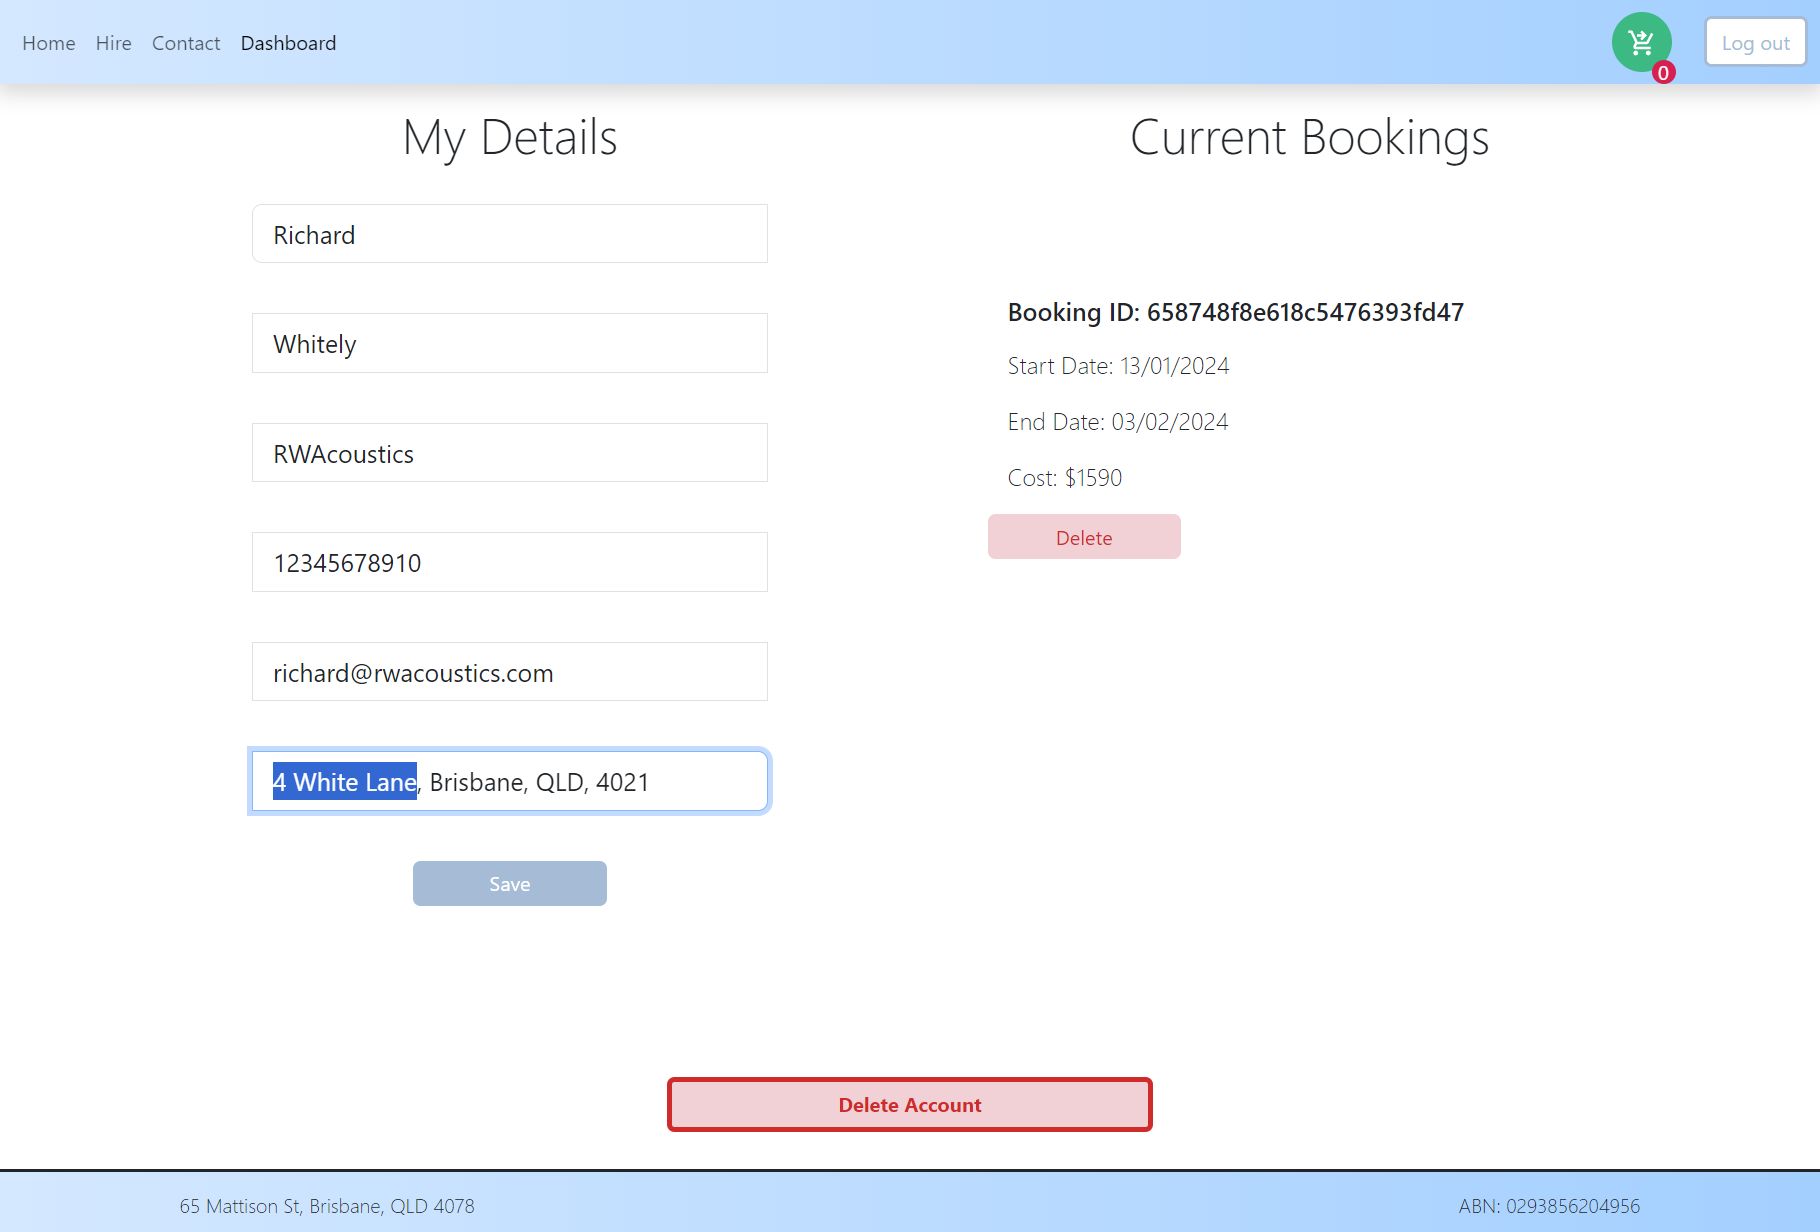 Home Hire Contact Dashboard
0
Log out
My Details
Richard
Whitely
RWAcoustics
12345678910
richard@rwacoustics.com
4 White Lane, Brisbane, QLD, 4021
Save
Current Bookings
Booking ID: 658748f8e618c5476393fd47
Start Date: 13/01/2024
End Date: 03/02/2024
Cost: $1590
Delete
Delete Account
65 Mattison St, Brisbane, QLD 4078
ABN: 0293856204956